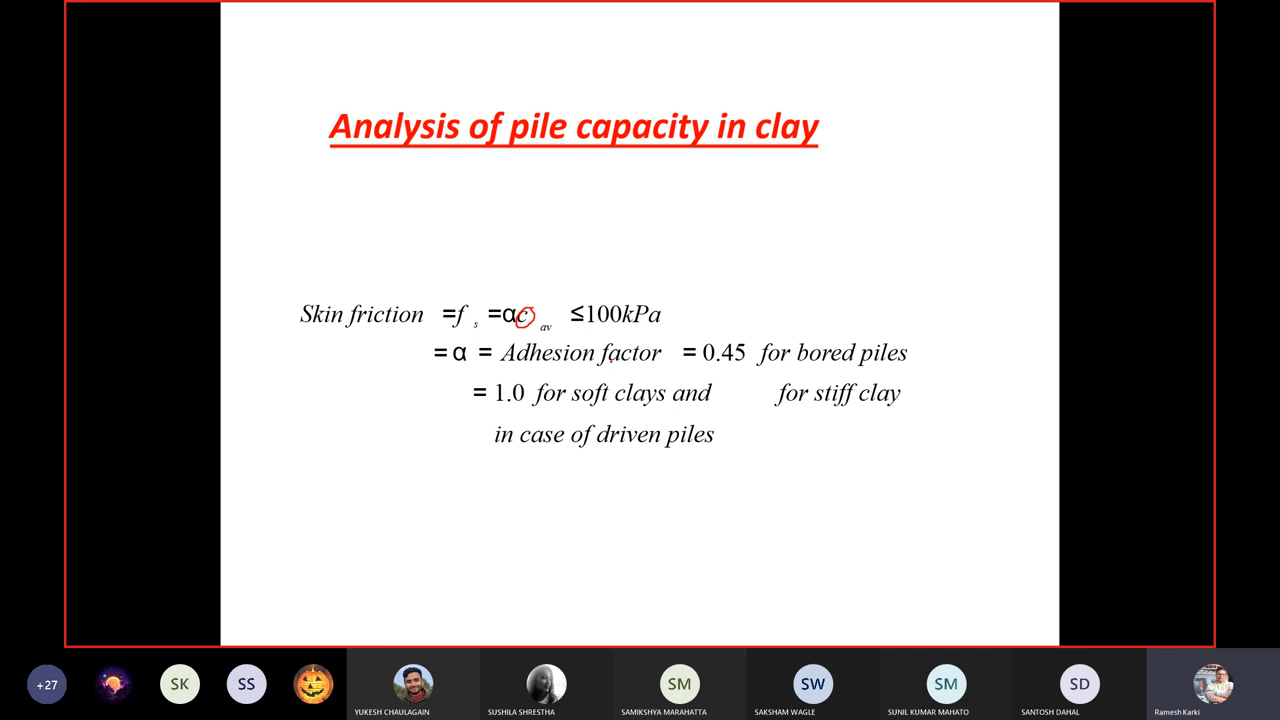 Analysis of pile capacity in clay
Skin friction =f s =αc av ≤100kPa
= α = Adhesion factor = 0.45 for bored piles
= 1.0 for soft clays and for stiff clay
in case of driven piles
+27
SK
SS
SM
SW
SM
SD
YUKESH CHAULAGAIN
SUSHILA SHRESTHA
SAMIKSHYA MARAHATTA
SAKSHAM WAGLE
SUNIL KUMAR MAHATO
SANTOSH DAHAL
Ramesh Karki